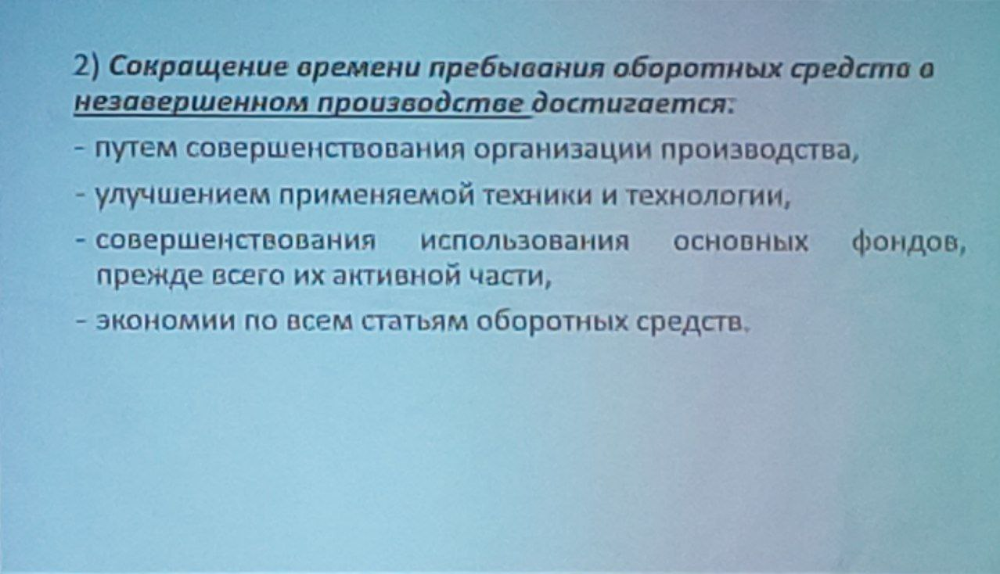 2) Сокращение времени пребывания оборотных средств в
незавершенном производстве достигается:
- путем совершенствования организации производства,
- улучшением применяемой техники и технологии,
- совершенствования использования основных фондов,
прежде всего их активной части,
- экономии по всем статьям оборотных средств.